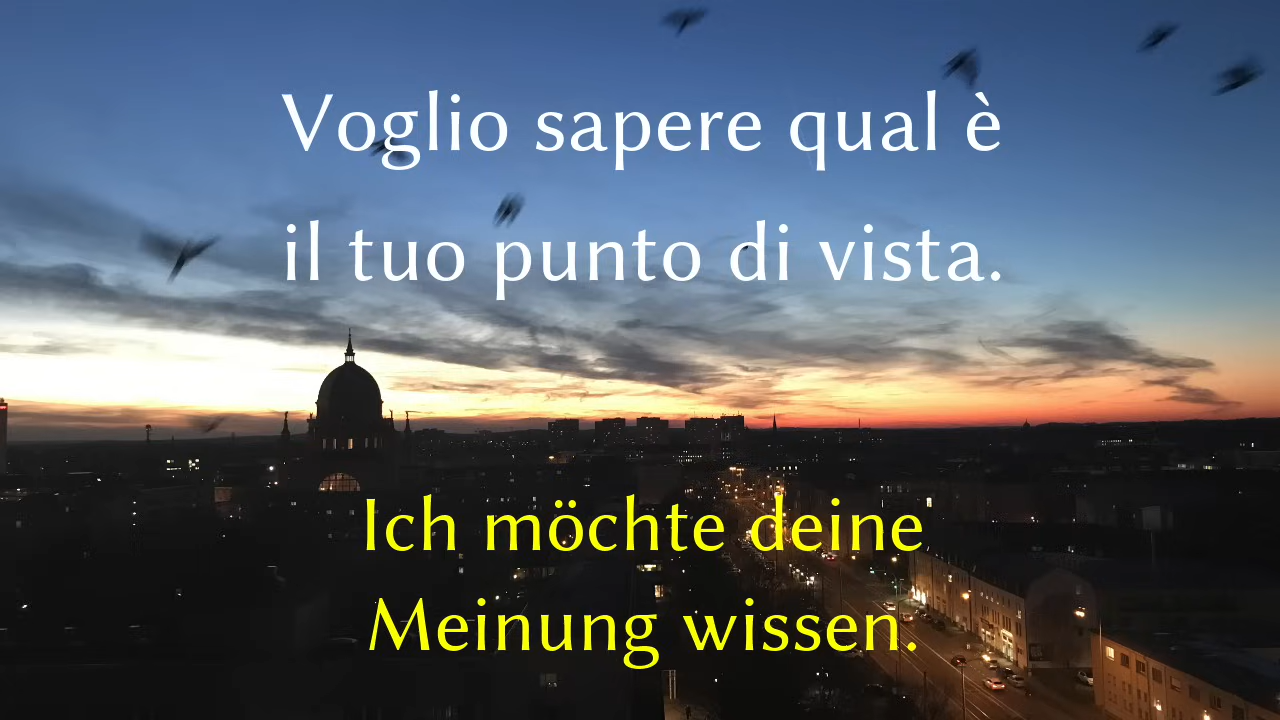 Voglio sapere qual è
il tuo punto di vista.
Ich möchte deine
Meinung wissen.